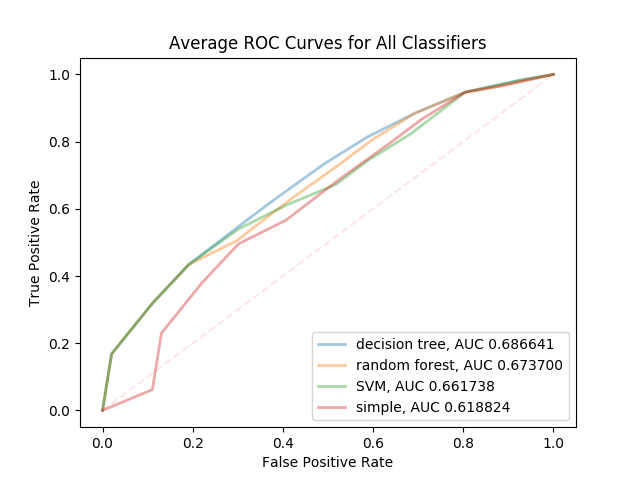 Average ROC Curves for All Classifiers
1.0
0.8
0.6
0.4
0.2
0.0
True Positive Rate
decision tree, AUC 0.686641
random forest, AUC 0.673700
SVM, AUC 0.661738
simple, AUC 0.618824
0.0 0.2 0.4 0.6 0.8 1.0
False Positive Rate